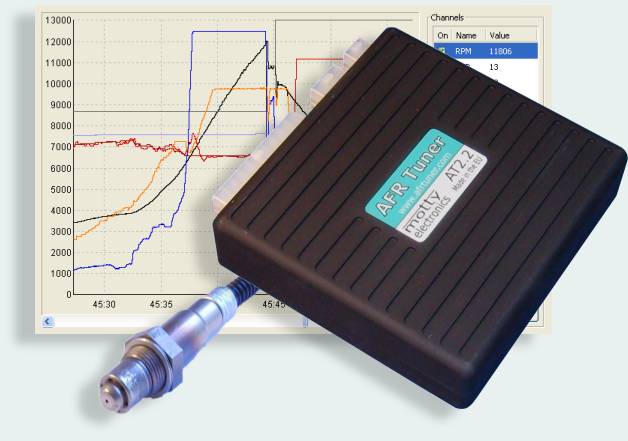 13000
12000
11000
10000
9000
8000
7000
6000
5000
4000
3000
2000
1000
0
45:30
45:35
45:45
Channels
On Name Value
RPM 11806
13
AFR Tuner
www.afrtuner.com
motty
electronics
AT2.2
Made in the EU